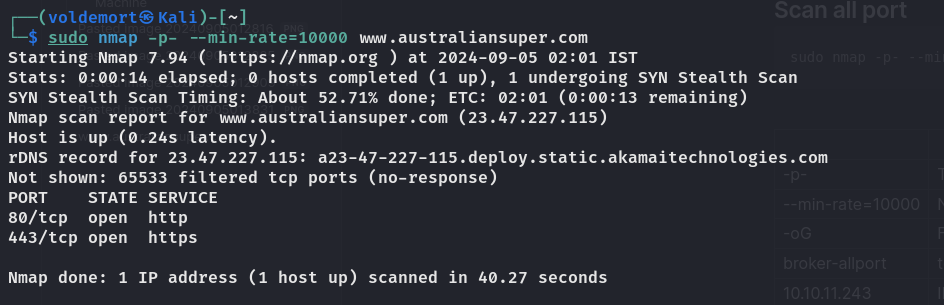 ┌──(voldemort㉿Kali)-[~]
└─$ sudo nmap -p- --min-rate=10000 www.australiansuper.com
Starting Nmap 7.94 ( https://nmap.org ) at 2024-09-05 02:01 IST
Stats: 0:00:14 elapsed; 0 hosts completed (1 up), 1 undergoing SYN Stealth Scan
SYN Stealth Scan Timing: About 52.71% done; ETC: 02:01 (0:00:13 remaining)
Nmap scan report for www.australiansuper.com (23.47.227.115)
Host is up (0.24s latency).
rDNS record for 23.47.227.115: a23-47-227-115.deploy.static.akamaitechnologies.com
Not shown: 65533 filtered tcp ports (no-response)
PORT    STATE SERVICE
80/tcp  open  http
443/tcp open  https
Nmap done: 1 IP address (1 host up) scanned in 40.27 seconds
Machine
Scan all port
sudo nmap -p- --mi
-p-
--min-rate=10000
-oG
broker-allport
10.10.11.243